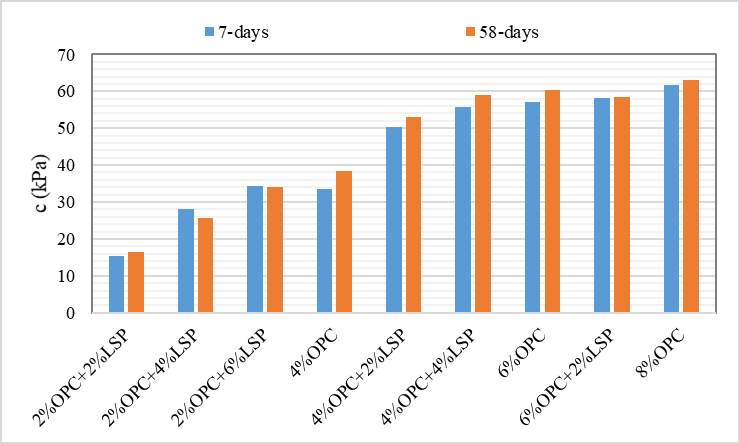 7-days
58-days
70
60
50
40
30
20
10
0
c (kPa)
2%OPC+2%LSP
2%OPC+4%LSP
2%OPC+6%LSP
4%OPC
4%OPC+2%LSP
4%OPC+4%LSP
6%OPC
6%OPC+2%LSP
8%OPC